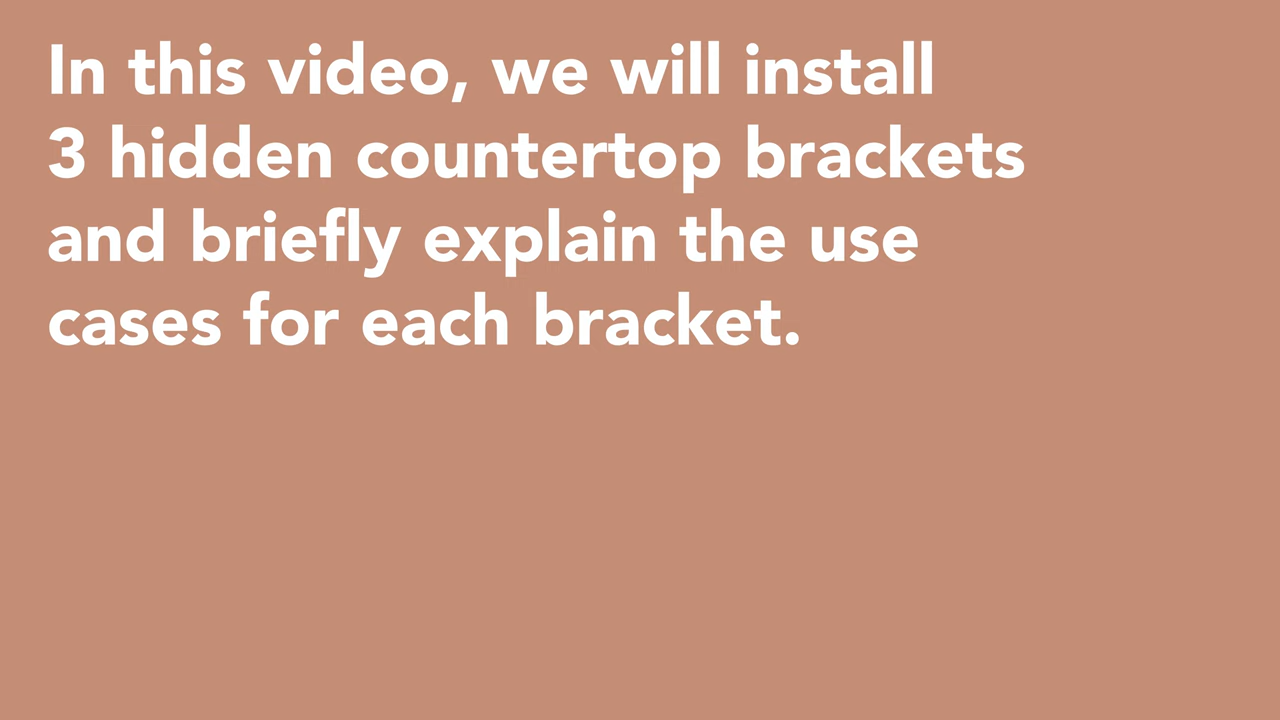 In this video, we will install
3 hidden countertop brackets
and briefly explain the use
cases for each bracket.